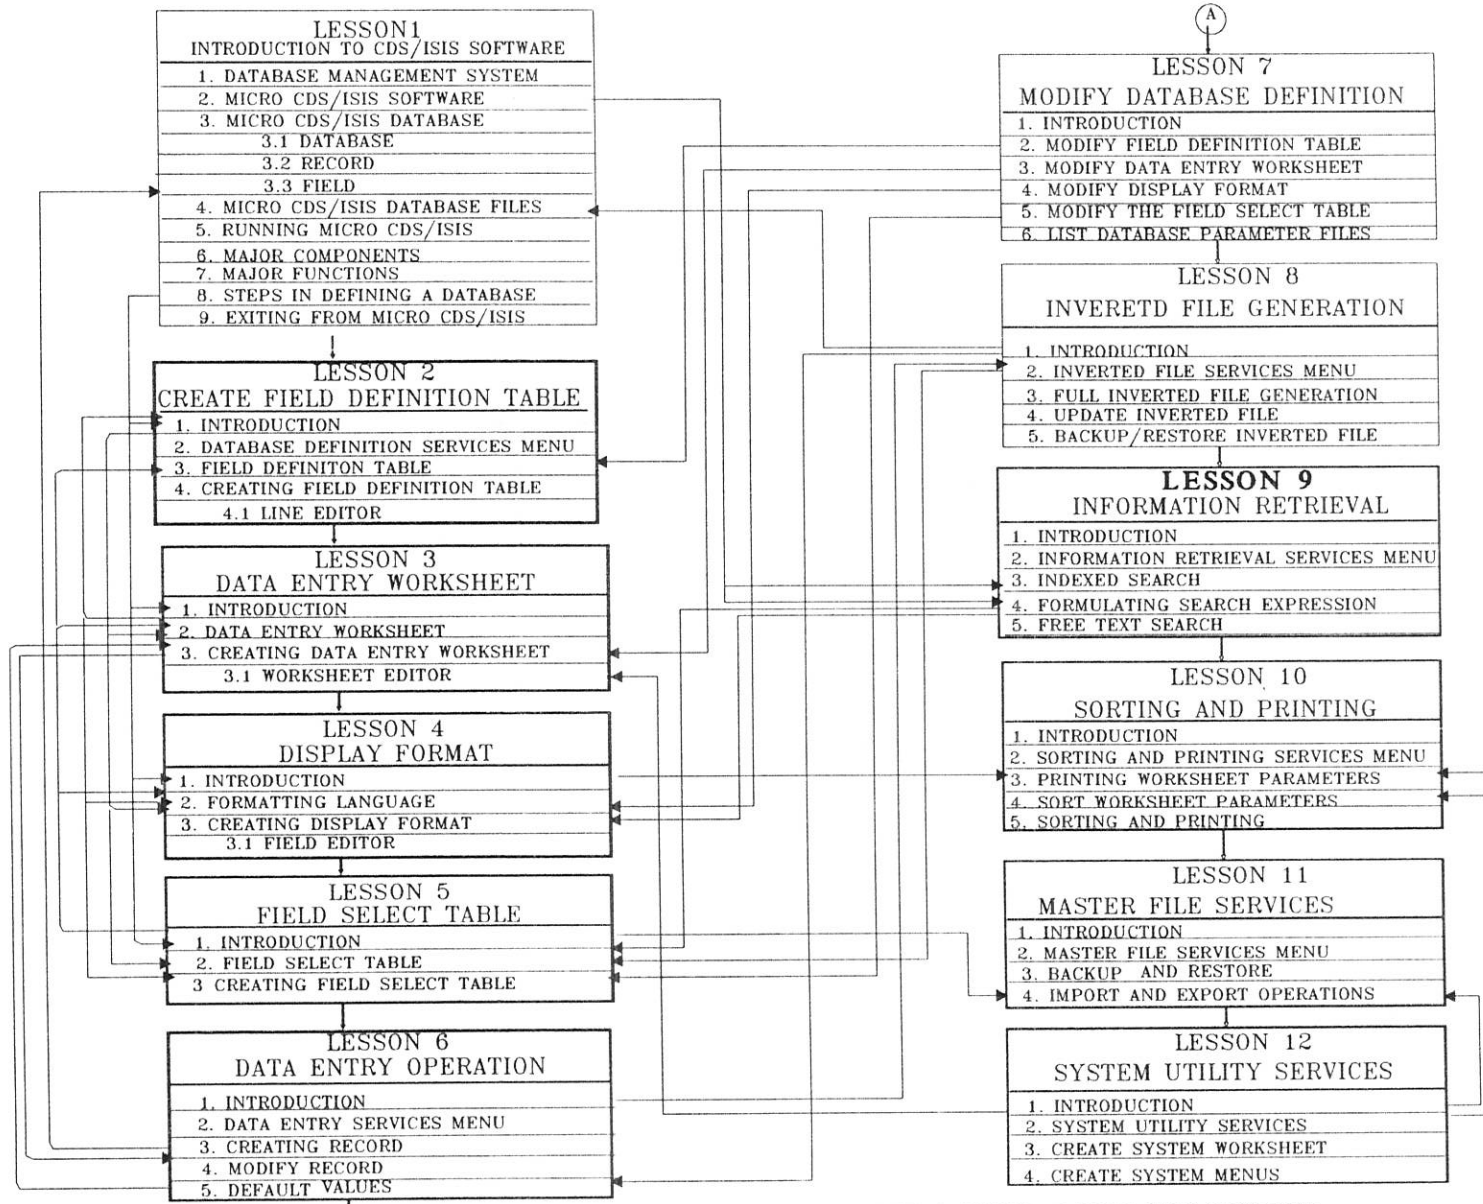 LESSON1
INTRODUCTION TO CDS/ISIS SOFTWARE
1. DATABASE MANAGEMENT SYSTEM
2. MICRO CDS/ISIS SOFTWARE
3. MICRO CDS/ISIS DATABASE
3.1 DATABASE
3.2 RECORD
3.3 FIELD
4. MICRO CDS/ISIS DATABASE FILES
5. RUNNING MICRO CDS/ISIS
6. MAJOR COMPONENTS
7. MAJOR FUNCTIONS
8. STEPS IN DEFINING A DATABASE
9. EXITING FROM MICRO CDS/ISIS
LESSON 2
CREATE FIELD DEFINITION TABLE
1. INTRODUCTION
2. DATABASE DEFINITION SERVICES MENU
3. FIELD DEFINITON TABLE
4. CREATING FIELD DEFINITION TABLE
4.1 LINE EDITOR
LESSON 3
DATA ENTRY WORKSHEET
1. INTRODUCTION
2. DATA ENTRY WORKSHEET
3. CREATING DATA ENTRY WORKSHEET
3.1 WORKSHEET EDITOR
LESSON 4
DISPLAY FORMAT
1. INTRODUCTION
2. FORMATTING LANGUAGE
3. CREATING DISPLAY FORMAT
3.1 FIELD EDITOR
LESSON 5
FIELD SELECT TABLE
1. INTRODUCTION
2. FIELD SELECT TABLE
3 CREATING FIELD SELECT TABLE
LESSON 6
DATA ENTRY OPERATION
1. INTRODUCTION
2. DATA ENTRY SERVICES MENU
3. CREATING RECORD
4. MODIFY RECORD
5. DEFAULT VALUES
A
LESSON 7
MODIFY DATABASE DEFINITION
1. INTRODUCTION
2. MODIFY FIELD DEFINITION TABLE
3. MODIFY DATA ENTRY WORKSHEET
4. MODIFY DISPLAY FORMAT
5. MODIFY THE FIELD SELECT TABLE
6. LIST DATABASE PARAMETER FILES
LESSON 8
INVERETD FILE GENERATION
1. INTRODUCTION
2. INVERTED FILE SERVICES MENU
3. FULL INVERTED FILE GENERATION
4. UPDATE INVERTED FILE
5. BACKUP/RESTORE INVERTED FILE
LESSON 9
INFORMATION RETRIEVAL
1. INTRODUCTION
2. INFORMATION RETRIEVAL SERVICES MENU
3. INDEXED SEARCH
4. FORMULATING SEARCH EXPRESSION
5. FREE TEXT SEARCH
LESSON 10
SORTING AND PRINTING
1. INTRODUCTION
2. SORTING AND PRINTING SERVICES MENU
3. PRINTING WORKSHEET PARAMETERS
4. SORT WORKSHEET PARAMETERS
5. SORTING AND PRINTING
LESSON 11
MASTER FILE SERVICES
1. INTRODUCTION
2. MASTER FILE SERVICES MENU
3. BACKUP AND RESTORE
4. IMPORT AND EXPORT OPERATIONS
LESSON 12
SYSTEM UTILITY SERVICES
1. INTRODUCTION
2. SYSTEM UTILITY SERVICES
3. CREATE SYSTEM WORKSHEET
4. CREATE SYSTEM MENUS